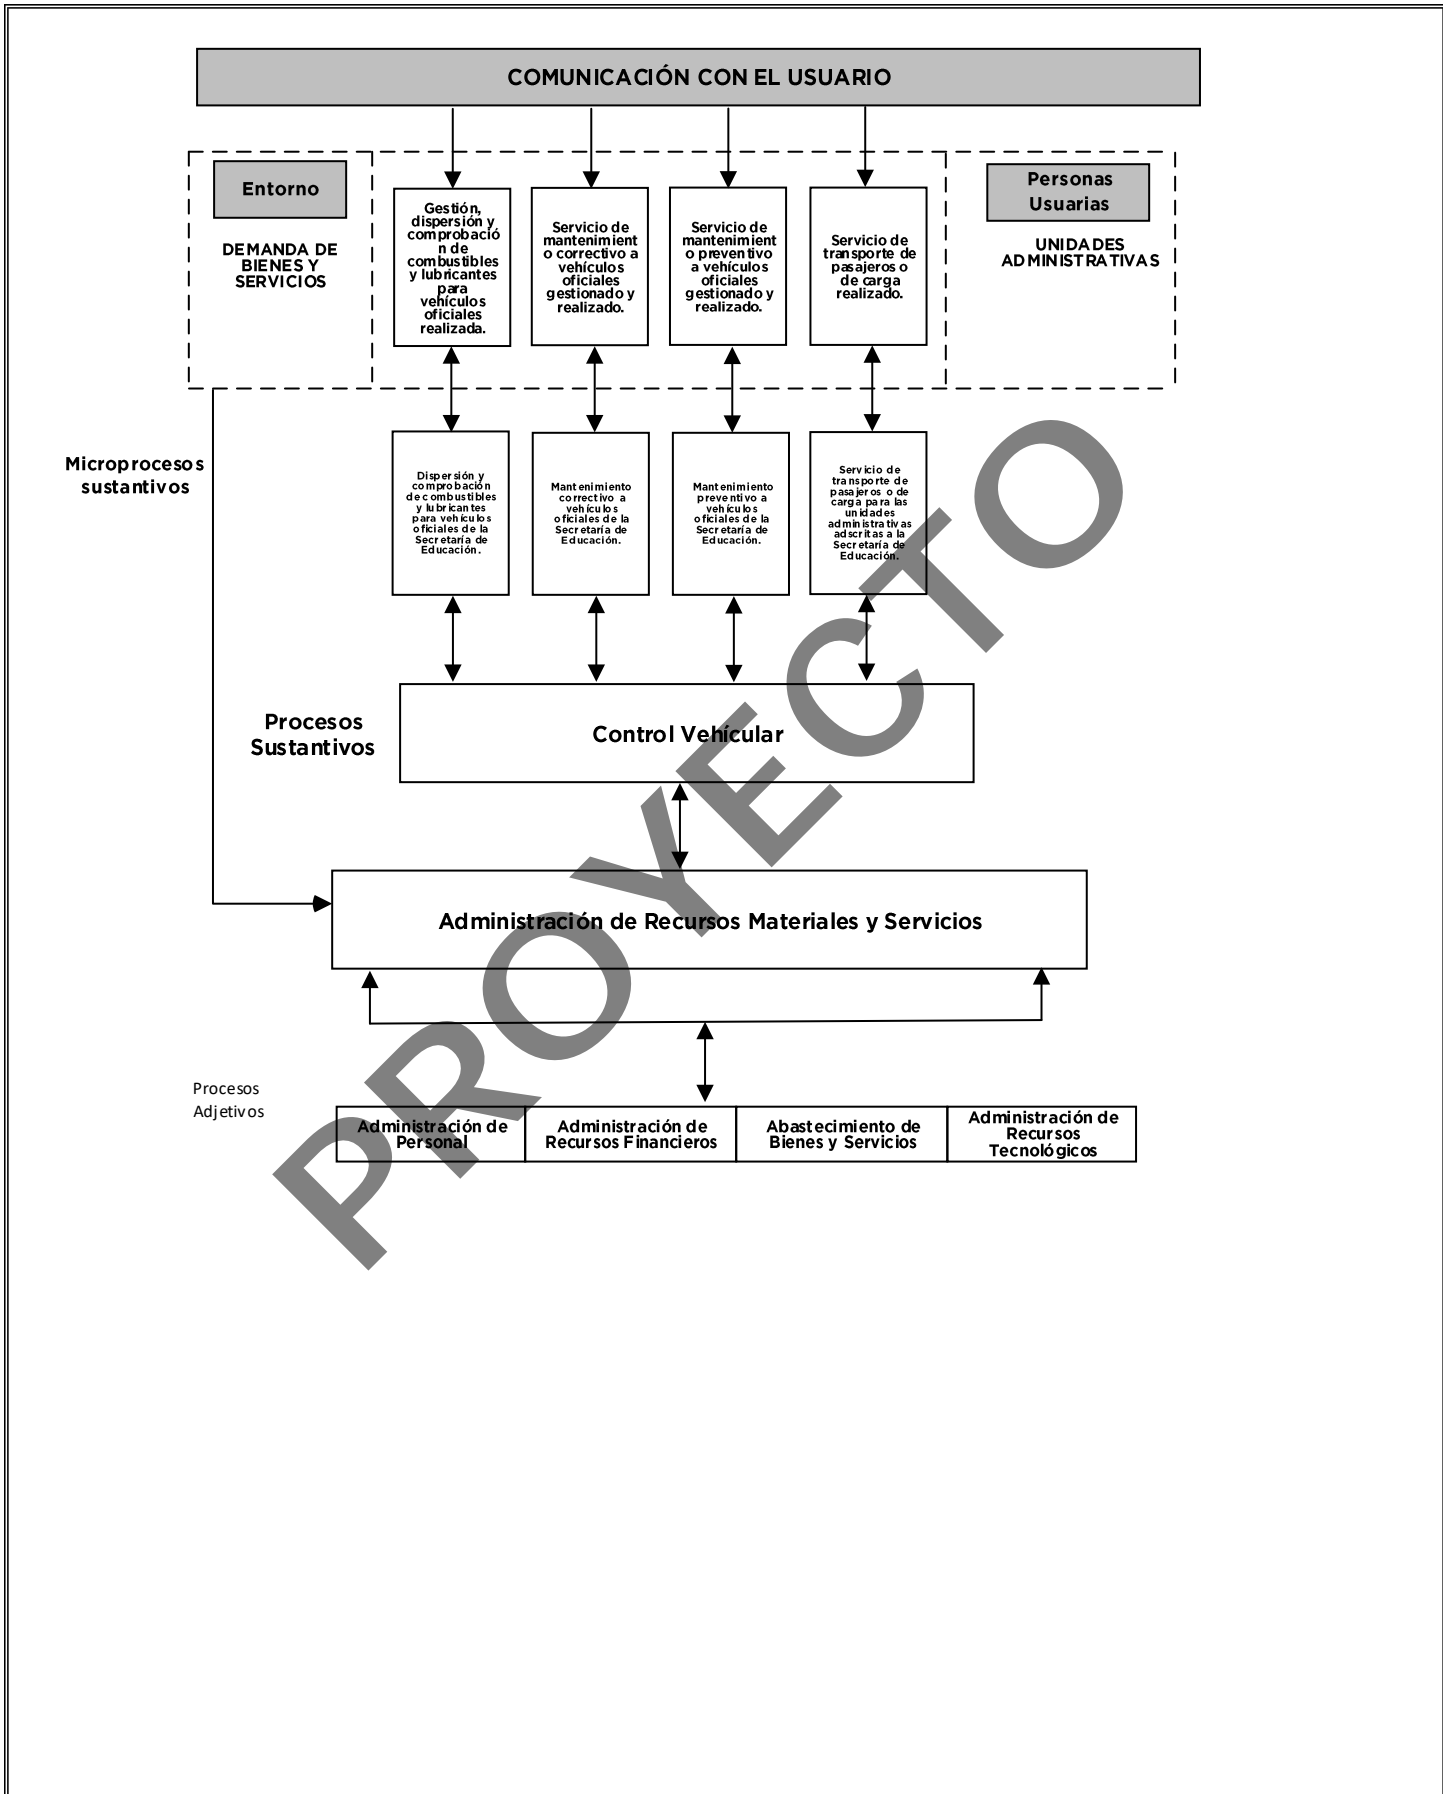 COMUNICACIÓN CON EL USUARIO
Entorno
DEMANDA DE
BIENES Y
SERVICIOS
Gestión,
dispersión y
comprobació
n de
combustibles
y lubricantes
para
vehículos
oficiales
realizada.
Servicio de
mantenimient
o correctivo a
vehículos
oficiales
gestionado y
realizado.
Servicio de
mantenimient
o preventivo
a vehículos
oficiales
gestionado y
realizado.
Servicio de
transporte de
pasajeros o
de carga
realizado.
Personas
Usuarias
UNIDADES
ADMINISTRATIVAS
Microprocesos
sustantivos
Dispersión y
comprobación
de combustibles
y lubricantes
para vehículos
oficiales de la
Secretaría de
Educación.
Mantenimiento
correctivo a
vehículos
oficiales de la
Secretaría de
Educación.
Mantenimiento
preventivo a
vehículos
oficiales de la
Secretaría de
Educación.
Servicio de
transporte de
pasajeros o de
carga para las
unidades
administrativas
adscritas a la
Secretaría de
Educación.
Procesos
Sustantivos
Control Vehícular
Administración de Recursos Materiales y Servicios
Procesos
Adjetivos
Administración de
Personal
Administración de
Recursos Financieros
Abastecimiento de
Bienes y Servicios
Administración de
Recursos
Tecnológicos
PROYECTO